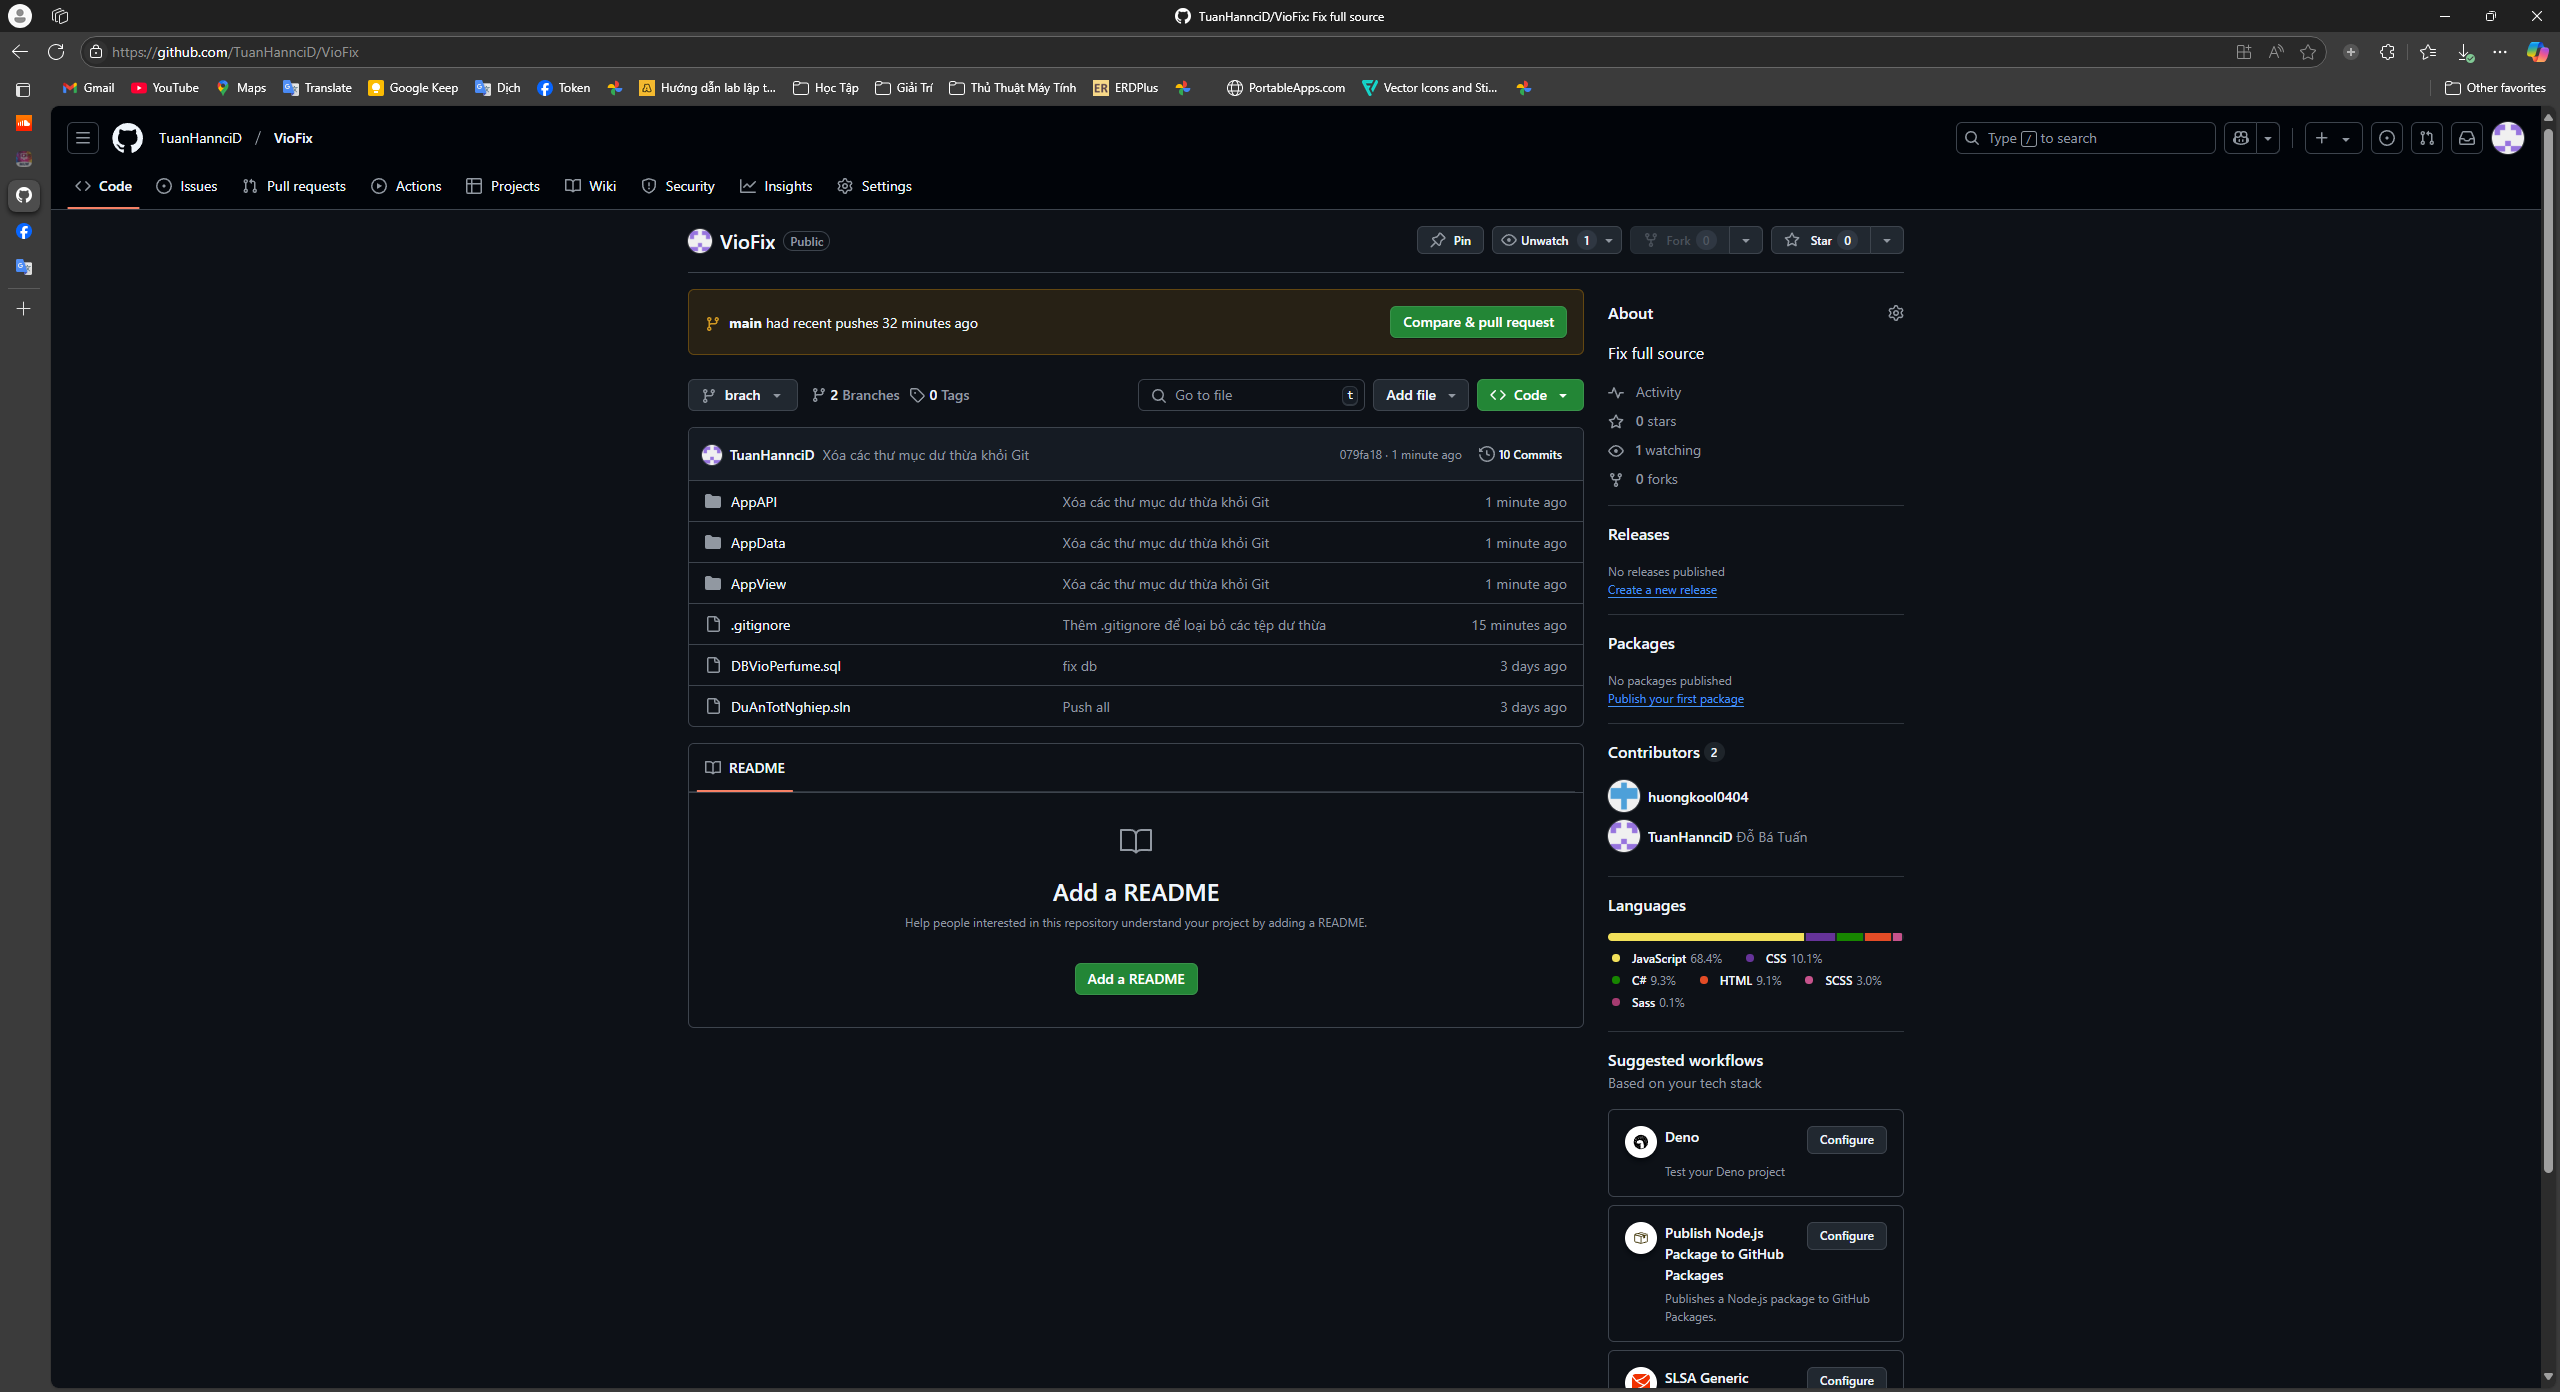 TuanHannciD/VioFix: Fix full source
https://github.com/TuanHannciD/VioFix
Gmail YouTube Maps Translate Google Keep Dịch Token Hướng dẫn lab lập t... Học Tập Giải Trí Thủ Thuật Máy Tính ERDPlus PortableApps.com Vector Icons and Sti... Other favorites
TuanHannciD / VioFix Type / to search
Code Issues Pull requests Actions Projects Wiki Security Insights Settings
VioFix Public Pin Unwatch 1 Fork 0 Star 0
main had recent pushes 32 minutes ago Compare & pull request
brach 2 Branches 0 Tags Go to file t Add file Code
TuanHannciD Xóa các thư mục dư thừa khỏi Git 079fa18 · 1 minute ago 10 Commits
AppAPI Xóa các thư mục dư thừa khỏi Git 1 minute ago
AppData Xóa các thư mục dư thừa khỏi Git 1 minute ago
AppView Xóa các thư mục dư thừa khỏi Git 1 minute ago
.gitignore Thêm .gitignore để loại bỏ các tệp dư thừa 15 minutes ago
DBVioPerfume.sql fix db 3 days ago
DuAnTotNghiep.sln Push all 3 days ago
README
Add a README
Help people interested in this repository understand your project by adding a README.
Add a README
About
Fix full source
Activity
0 stars
1 watching
0 forks
Releases
No releases published
Create a new release
Packages
No packages published
Publish your first package
Contributors 2
huongkool0404
TuanHannciD Đỗ Bá Tuấn
Languages
JavaScript 68.4% CSS 10.1%
C# 9.3% HTML 9.1% SCSS 3.0%
Sass 0.1%
Suggested workflows
Based on your tech stack
Deno Configure
Test your Deno project
Publish Node.js Configure
Package to GitHub
Packages
Publishes a Node.js package to GitHub
Packages.
SLSA Generic Configure